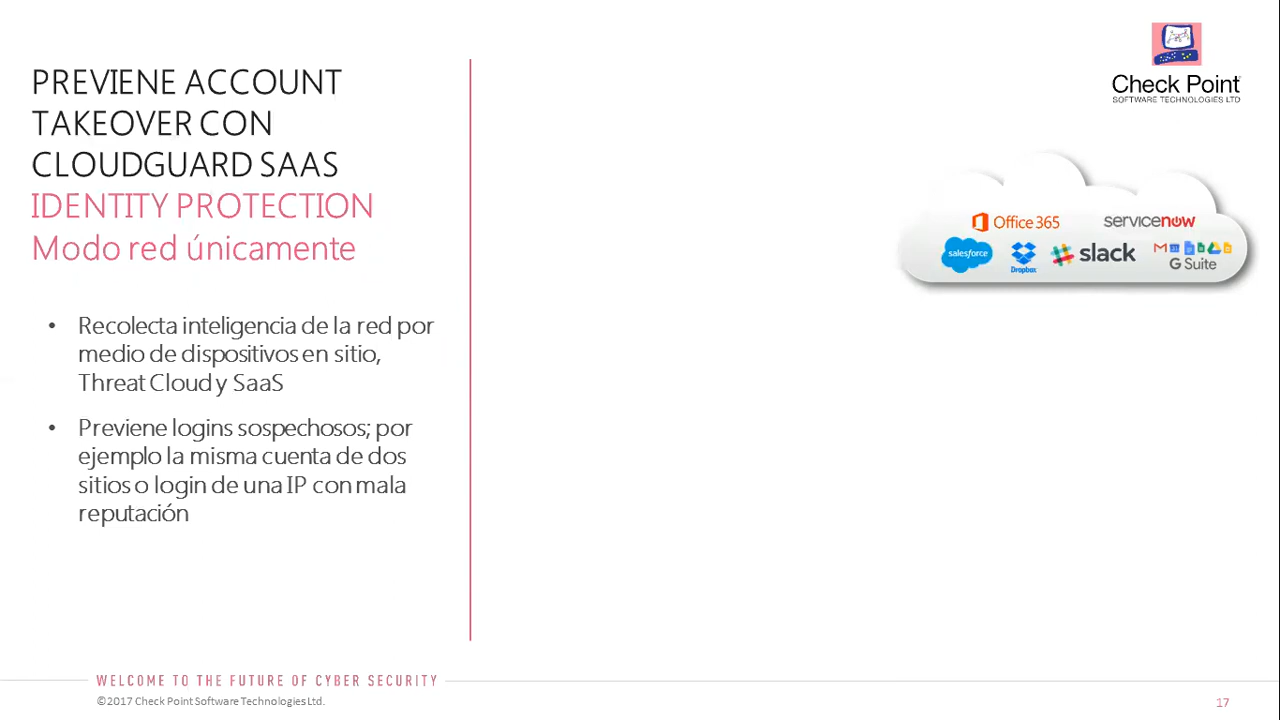 PREVIENE ACCOUNT
TAKEOVER CON
CLOUDGUARD SAAS
IDENTITY PROTECTION
Modo red únicamente
• Recolecta inteligencia de la red por
medio de dispositivos en sitio,
Threat Cloud y SaaS
• Previene logins sospechosos; por
ejemplo la misma cuenta de dos
sitios o login de una IP con mala
reputación
Check Point
SOFTWARE TECHNOLOGIES LTD
Office 365
servicenow
salesforce
Dropbox
slack
G Suite
WELCOME TO THE FUTURE OF CYBER SECURITY
©2017 Check Point Software Technologies Ltd.
17